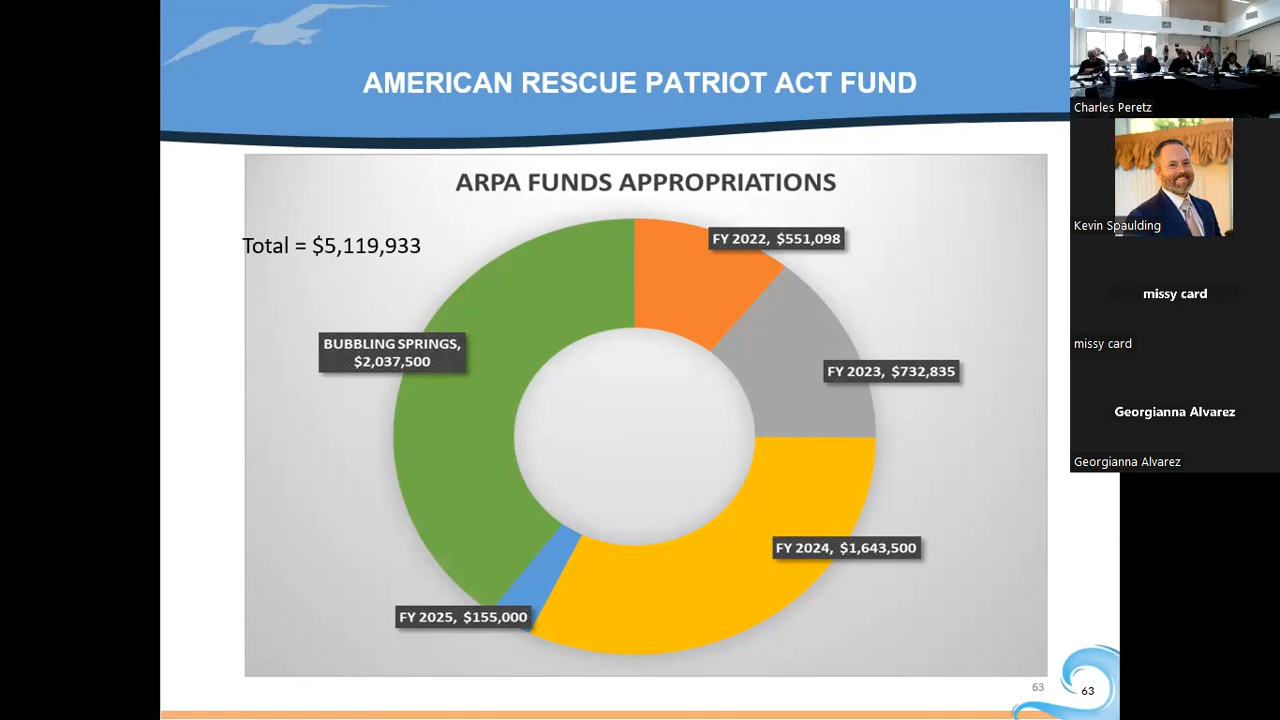 AMERICAN RESCUE PATRIOT ACT FUND
ARPA FUNDS APPROPRIATIONS
Total = $5,119,933
FY 2022, $551,098
BUBBLING SPRINGS,
$2,037,500
FY 2023, $732,835
FY 2024, $1,643,500
FY 2025, $155,000
63
63
Charles Peretz
Kevin Spaulding
missy card
missy card
Georgianna Alvarez
Georgianna Alvarez